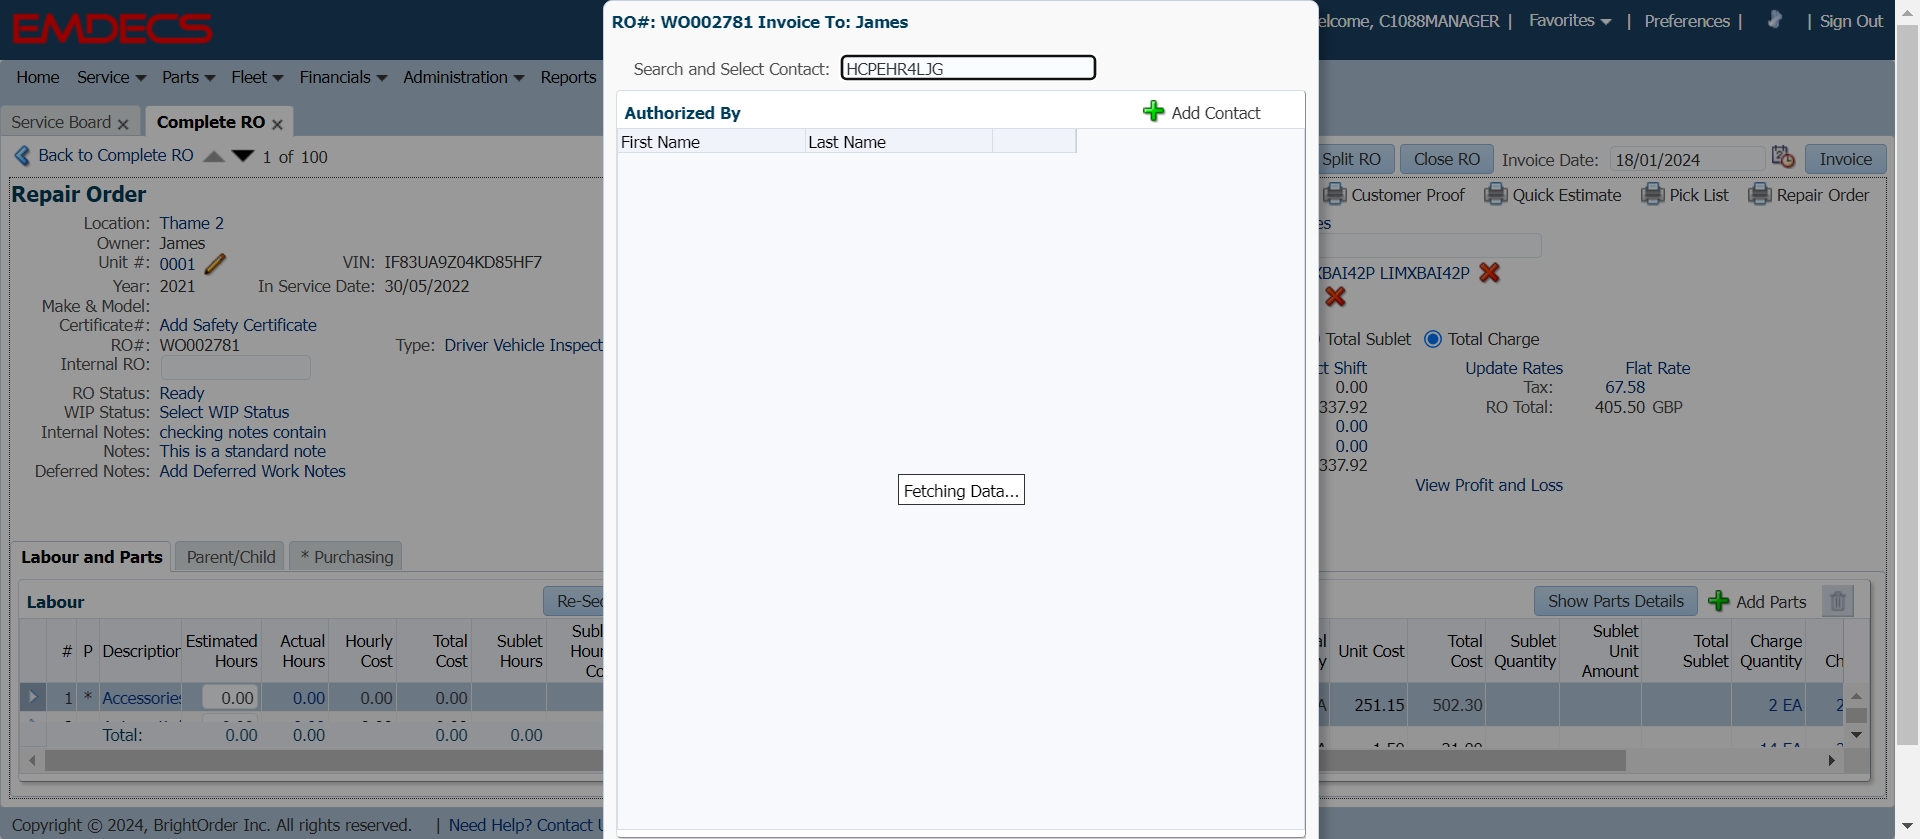 EMDECS
Welcome, C1088MANAGER | Favorites | Preferences | | Sign Out
Home Service Parts Fleet Financials Administration Reports
Service Board Complete RO
Back to Complete RO 1 of 100
Repair Order
Location: Thame 2
Owner: James
Unit #: 0001 VIN: IF83UA9Z04KD85HF7
Year: 2021 In Service Date: 30/05/2022
Make & Model:
Certificate#: Add Safety Certificate
RO#: WO002781 Type: Driver Vehicle Inspect
Internal RO:
RO Status: Ready
WIP Status: Select WIP Status
Internal Notes: checking notes contain
Notes: This is a standard note
Deferred Notes: Add Deferred Work Notes
RO#: WO002781 Invoice To: James
Search and Select Contact: HCPEHR4LJG
Authorized By Add Contact
First Name Last Name
Fetching Data...
Split RO Close RO Invoice Date: 18/01/2024 Invoice
Customer Proof Quick Estimate Pick List Repair Order
XBAI42P LIMXBAI42P
Total Sublet Total Charge
Shift Update Rates Flat Rate
0.00 Tax: 67.58
337.92 RO Total: 405.50 GBP
0.00
0.00
337.92
View Profit and Loss
Labour and Parts Parent/Child * Purchasing
Labour Re-Sec
# P Description Estimated Hours Actual Hours Hourly Cost Total Cost Sublet Hours
1 * Accessories 0.00 0.00 0.00 0.00
Total: 0.00 0.00 0.00 0.00
Show Parts Details Add Parts
Unit Cost Total Cost Sublet Quantity Sublet Unit Amount Total Sublet Charge Quantity Ch
251.15 502.30 2 EA 2
Copyright © 2024, BrightOrder Inc. All rights reserved. | Need Help? Contact U